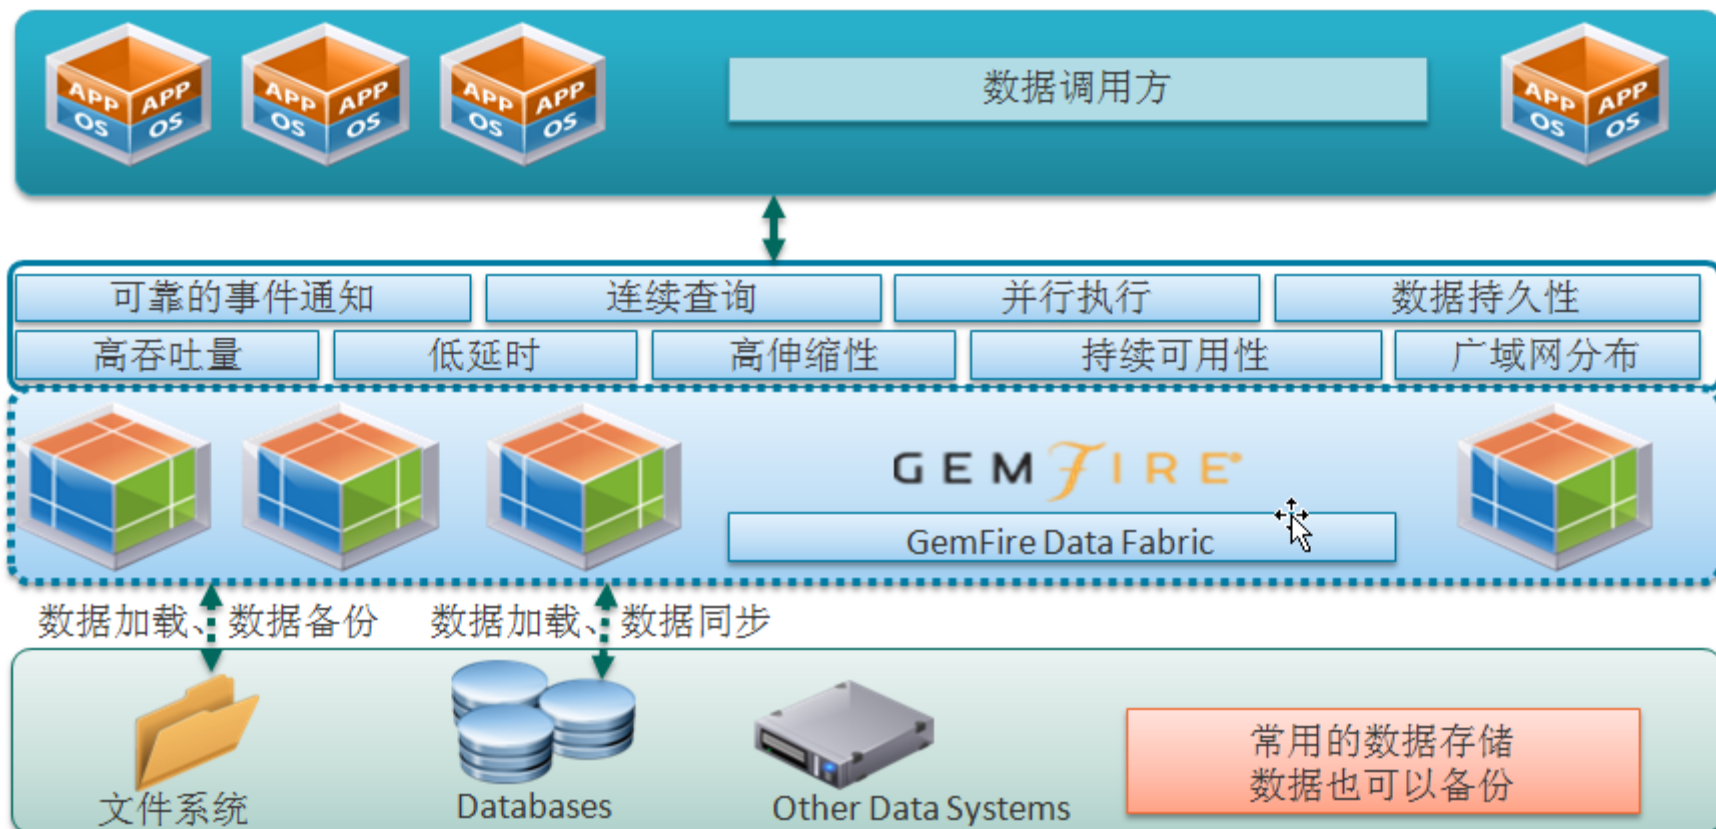 APP APP
OS OS
APP APP
OS OS
APP APP
OS OS
数据调用方
APP APP
OS OS
可靠的事件通知
连续查询
并行执行
数据持久性
高吞吐量
低延时
高伸缩性
持续可用性
广域网分布
GEMFIRE®
GemFire Data Fabric
数据加载、数据备份
数据加载、数据同步
文件系统
Databases
Other Data Systems
常用的数据存储
数据也可以备份